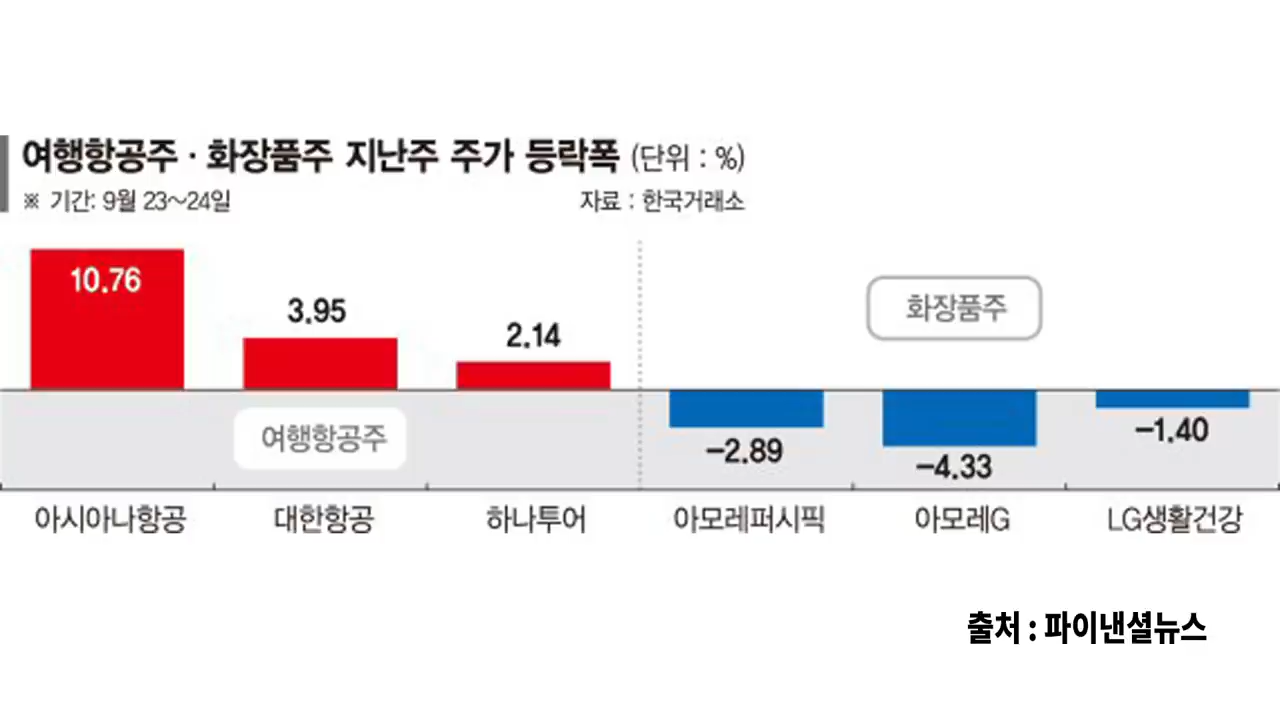 여행항공주 · 화장품주 지난주 주가 등락폭 (단위 : %)
※ 기간: 9월 23~24일
자료 : 한국거래소
10.76
3.95
2.14
화장품주
여행항공주
-2.89
-4.33
-1.40
아시아나항공
대한항공
하나투어
아모레퍼시픽
아모레G
LG생활건강
출처 : 파이낸셜뉴스